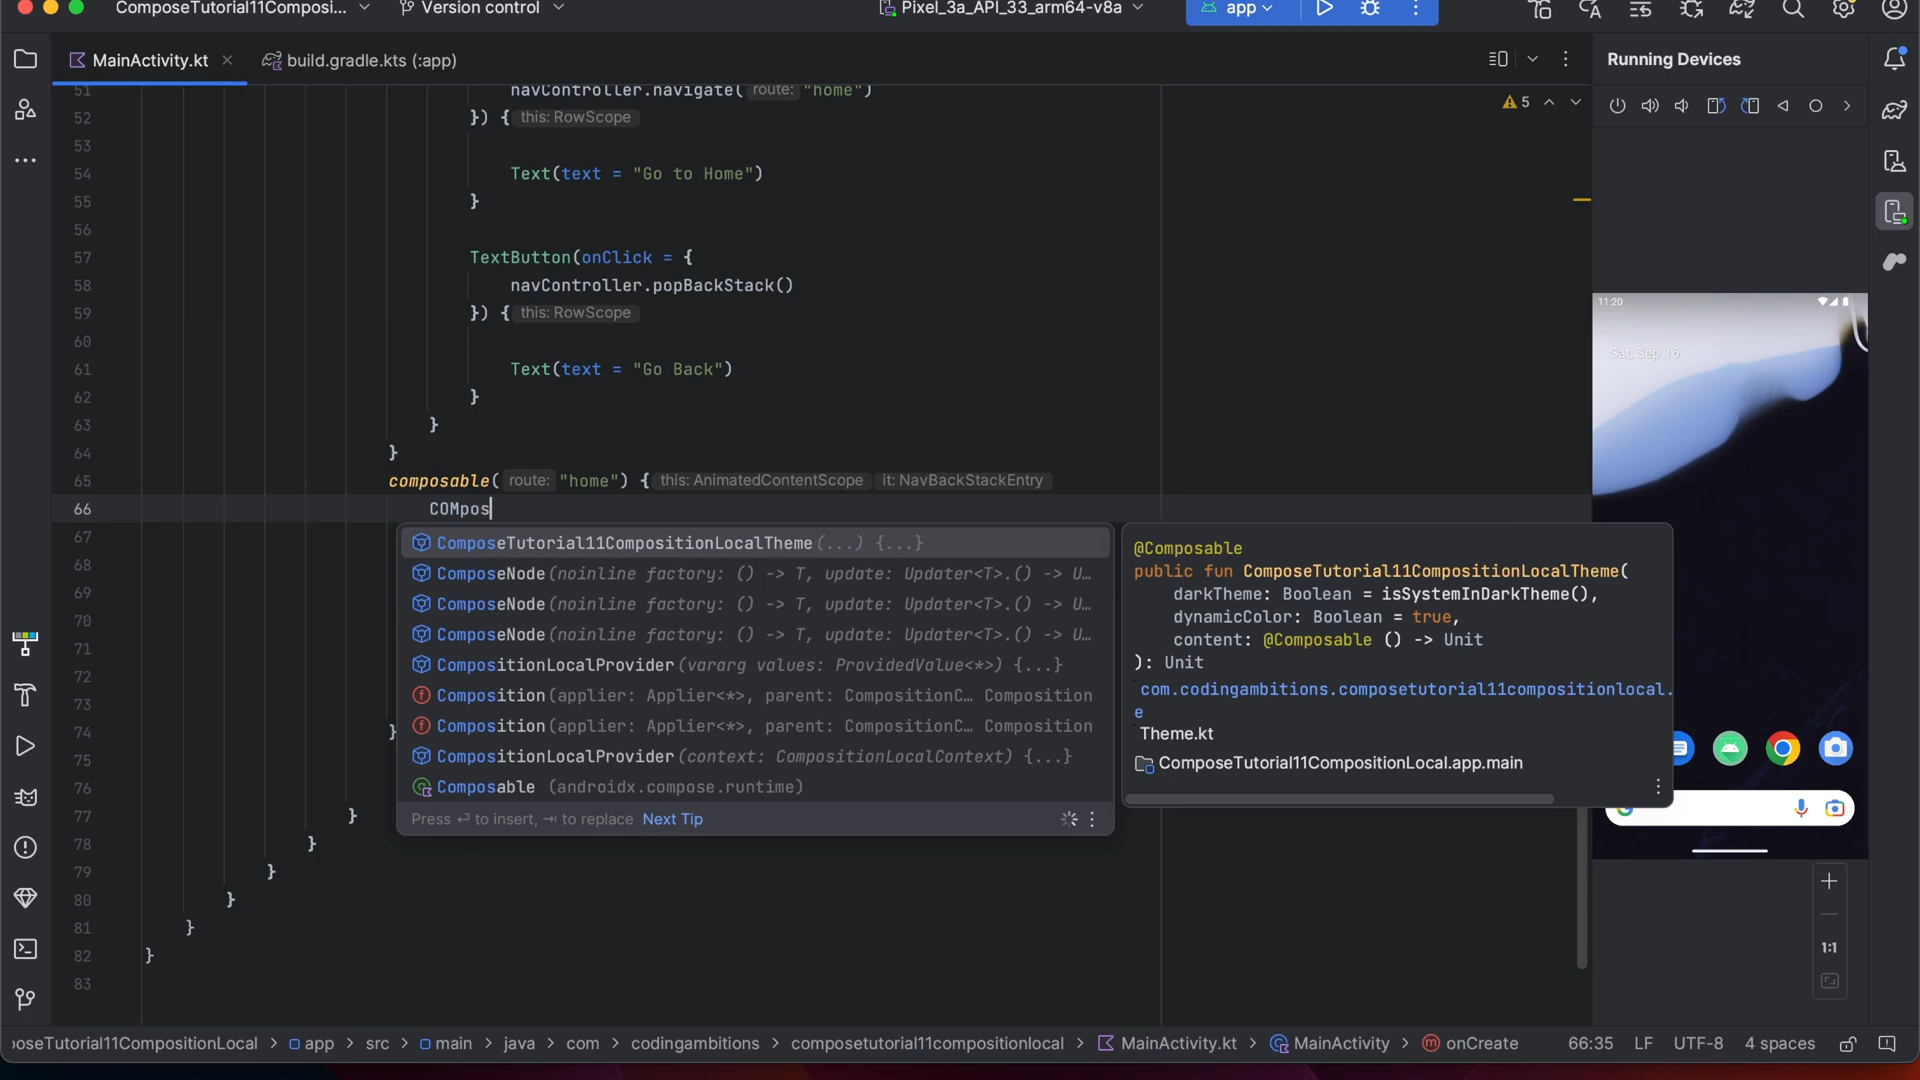 ComposeTutorial11Composi...
Version control
Pixel_3a_API_33_arm64-v8a
app
MainActivity.kt
build.gradle.kts (:app)
Running Devices
51 navController.navigate( route: "home")
5
52 }) { this: RowScope
53
54 Text(text = "Go to Home")
55 }
56
57 TextButton(onClick = {
58 navController.popBackStack()
59 }) { this: RowScope
60
61 Text(text = "Go Back")
62 }
63 }
64 }
65 composable( route: "home") { this: AnimatedContentScope it: NavBackStackEntry
66 COMpos
67
68
69
70
71
72
73
74 }
75
76
77 }
78 }
79 }
80 }
81 }
82 }
83
ComposeTutorial11CompositionLocalTheme(...) {...}
ComposeNode(noinline factory: () -> T, update: Updater<T>.() -> U…
ComposeNode(noinline factory: () -> T, update: Updater<T>.() -> U…
ComposeNode(noinline factory: () -> T, update: Updater<T>.() -> U…
CompositionLocalProvider(vararg values: ProvidedValue<*>) {...}
Composition(applier: Applier<*>, parent: CompositionC… Composition
Composition(applier: Applier<*>, parent: CompositionC… Composition
CompositionLocalProvider(context: CompositionLocalContext) {...}
Composable (androidx.compose.runtime)
Press ↵ to insert, ⇥ to replace Next Tip
@Composable
public fun ComposeTutorial11CompositionLocalTheme(
darkTheme: Boolean = isSystemInDarkTheme(),
dynamicColor: Boolean = true,
content: @Composable () -> Unit
): Unit
com.codingambitions.composetutorial11compositionlocal.
e
Theme.kt
ComposeTutorial11CompositionLocal.app.main
11:20
Sat, Sep 16
1:1
oseTutorial11CompositionLocal > app > src > main > java > com > codingambitions > composetutorial11compositionlocal > MainActivity.kt > MainActivity > onCreate
66:35 LF UTF-8 4 spaces